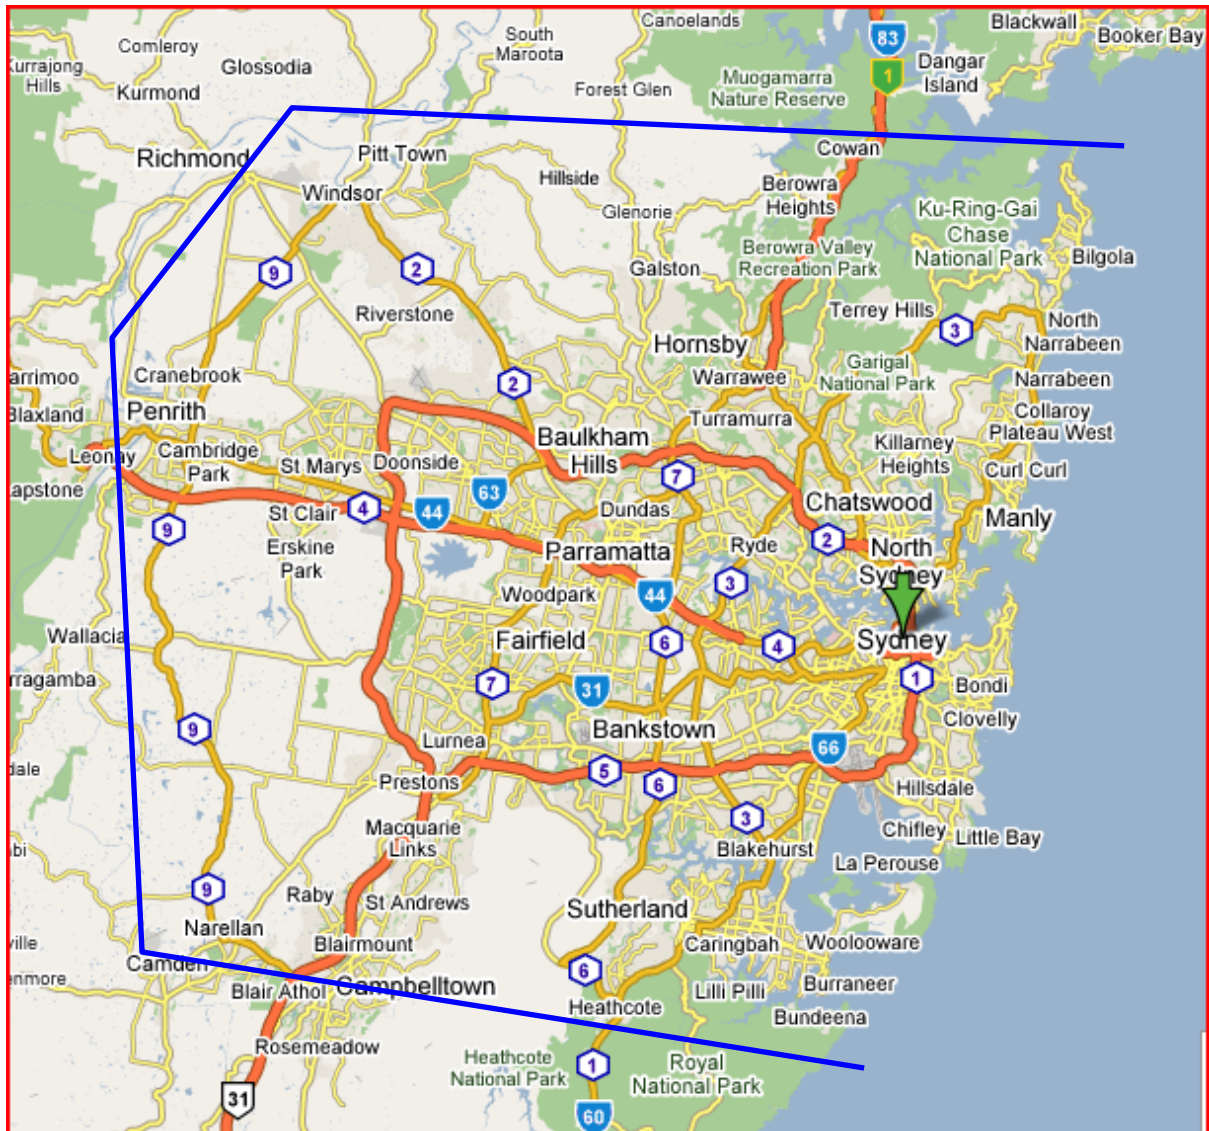 Canoelands
Blackwall
Booker Bay
South
Maroota
Comleroy
83
Glossodia
Dangar
Island
1
Kurrajong
Hills
Kurmond
Forest Glen
Muogamarra
Nature Reserve
Cowan
Richmond
Pitt Town
Hillside
Berowra
Heights
Windsor
Glenorie
Ku-Ring-Gai
Chase
National Park
Berowra Valley
Recreation Park
Bilgola
9
2
Galston
Riverstone
Terrey Hills
3
North
Narrabeen
Hornsby
Garigal
National Park
arrimoo
Cranebrook
2
Warrawee
Narrabeen
Blaxland
Penrith
Turramurra
Collaroy
Plateau West
Baulkham
Hills
Killarney
Heights
Leonay
Cambridge
Park
St Marys
Doonside
Curl Curl
7
apstone
63
4
44
St Clair
Dundas
Chatswood
Manly
9
2
North
Sydney
Erskine
Park
Parramatta
Ryde
3
Woodpark
44
Wallacia
Fairfield
6
4
Sydney
rragamba
7
31
1
Bondi
Clovelly
9
Bankstown
Lurnea
66
dale
5
Prestons
6
Hillsdale
3
Macquarie
Links
Chifley
Little Bay
bi
Blakehurst
La Perouse
9
Raby
St Andrews
Sutherland
Narellan
ville
Blairmount
Caringbah
Woolooware
Camden
enmore
6
Blair Athol
Campbelltown
Lilli Pilli
Burraneer
Heathcote
Bundeena
Rosemeadow
Heathcote
National Park
1
Royal
National Park
31
60